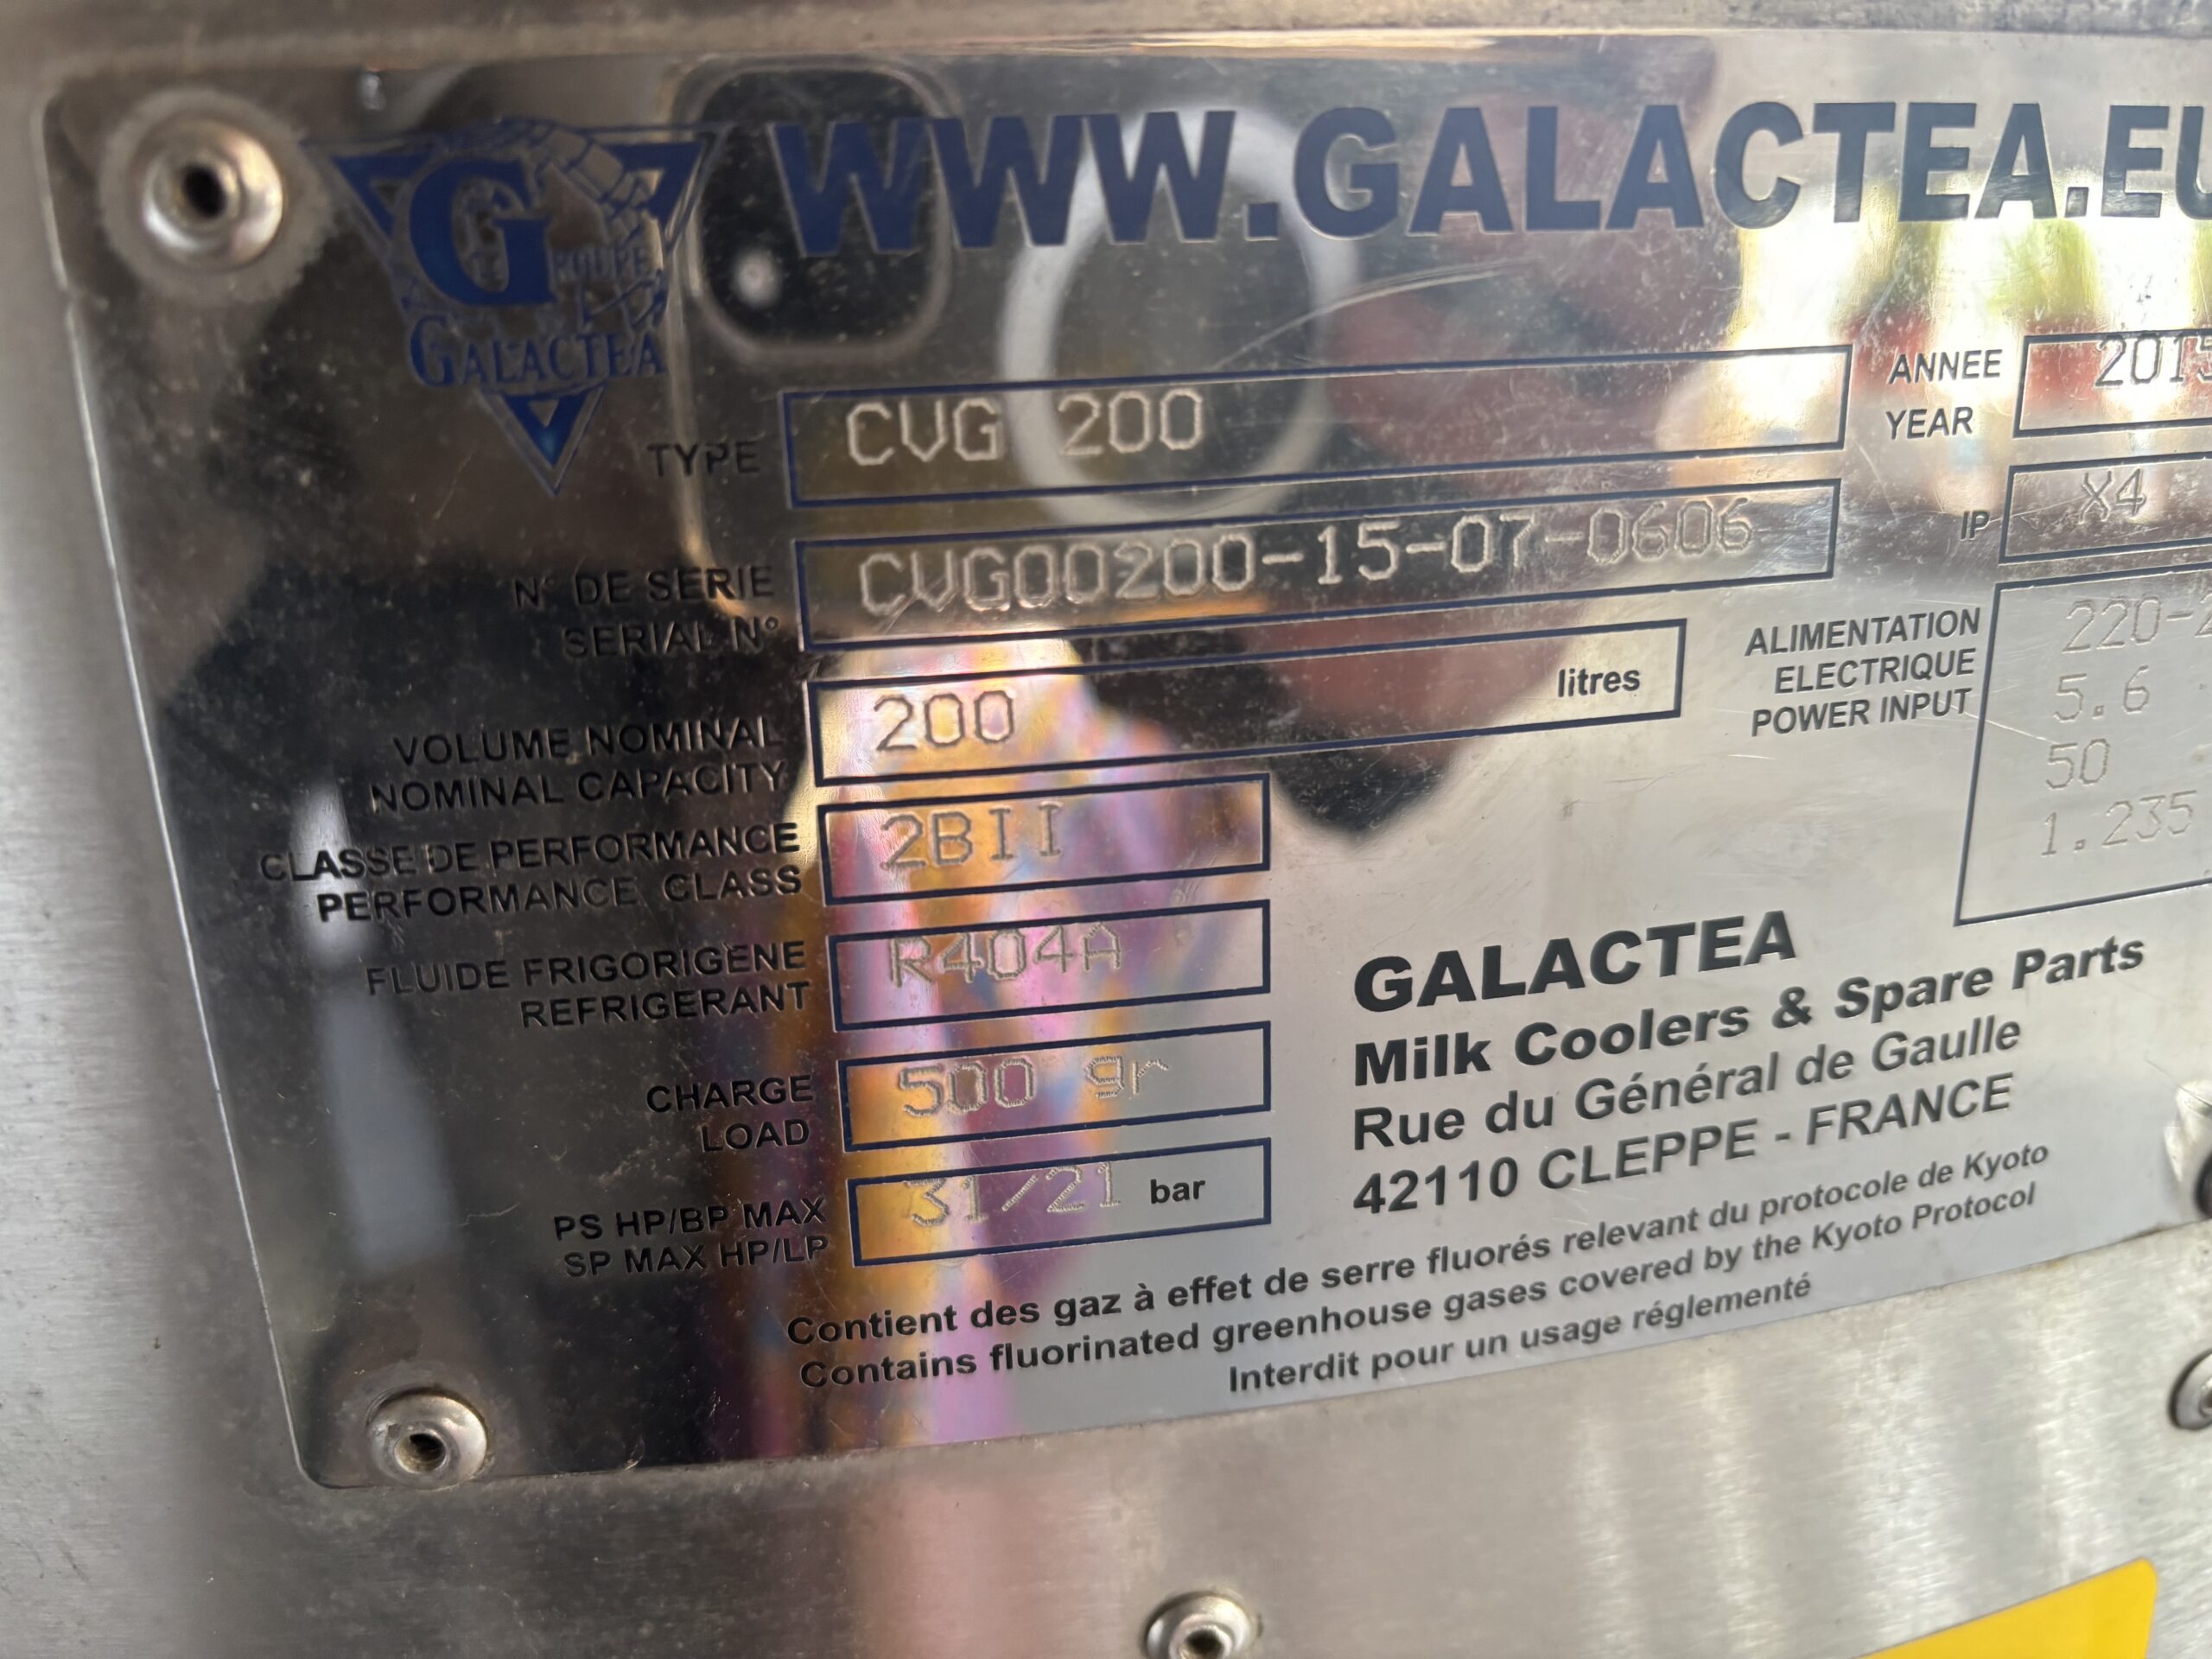 WWW.GALACTEA.EU
GROUPE
GALACTEA
TYPE CVG 200
ANNEE 2015
YEAR
N° DE SERIE CVG00200-15-07-0606
SERIAL N°
IP X4
VOLUME NOMINAL 200 litres
NOMINAL CAPACITY
ALIMENTATION
ELECTRIQUE
POWER INPUT
5.6
50
1.235
CLASSE DE PERFORMANCE 2BII
PERFORMANCE CLASS
FLUIDE FRIGORIGENE R404A
REFRIGERANT
CHARGE 500 gr
LOAD
PS HP/BP MAX 31/21 bar
SP MAX HP/LP
GALACTEA
Milk Coolers & Spare Parts
Rue du Général de Gaulle
42110 CLEPPE - FRANCE
Contient des gaz à effet de serre fluorés relevant du protocole de Kyoto
Contains fluorinated greenhouse gases covered by the Kyoto Protocol
Interdit pour un usage réglementé